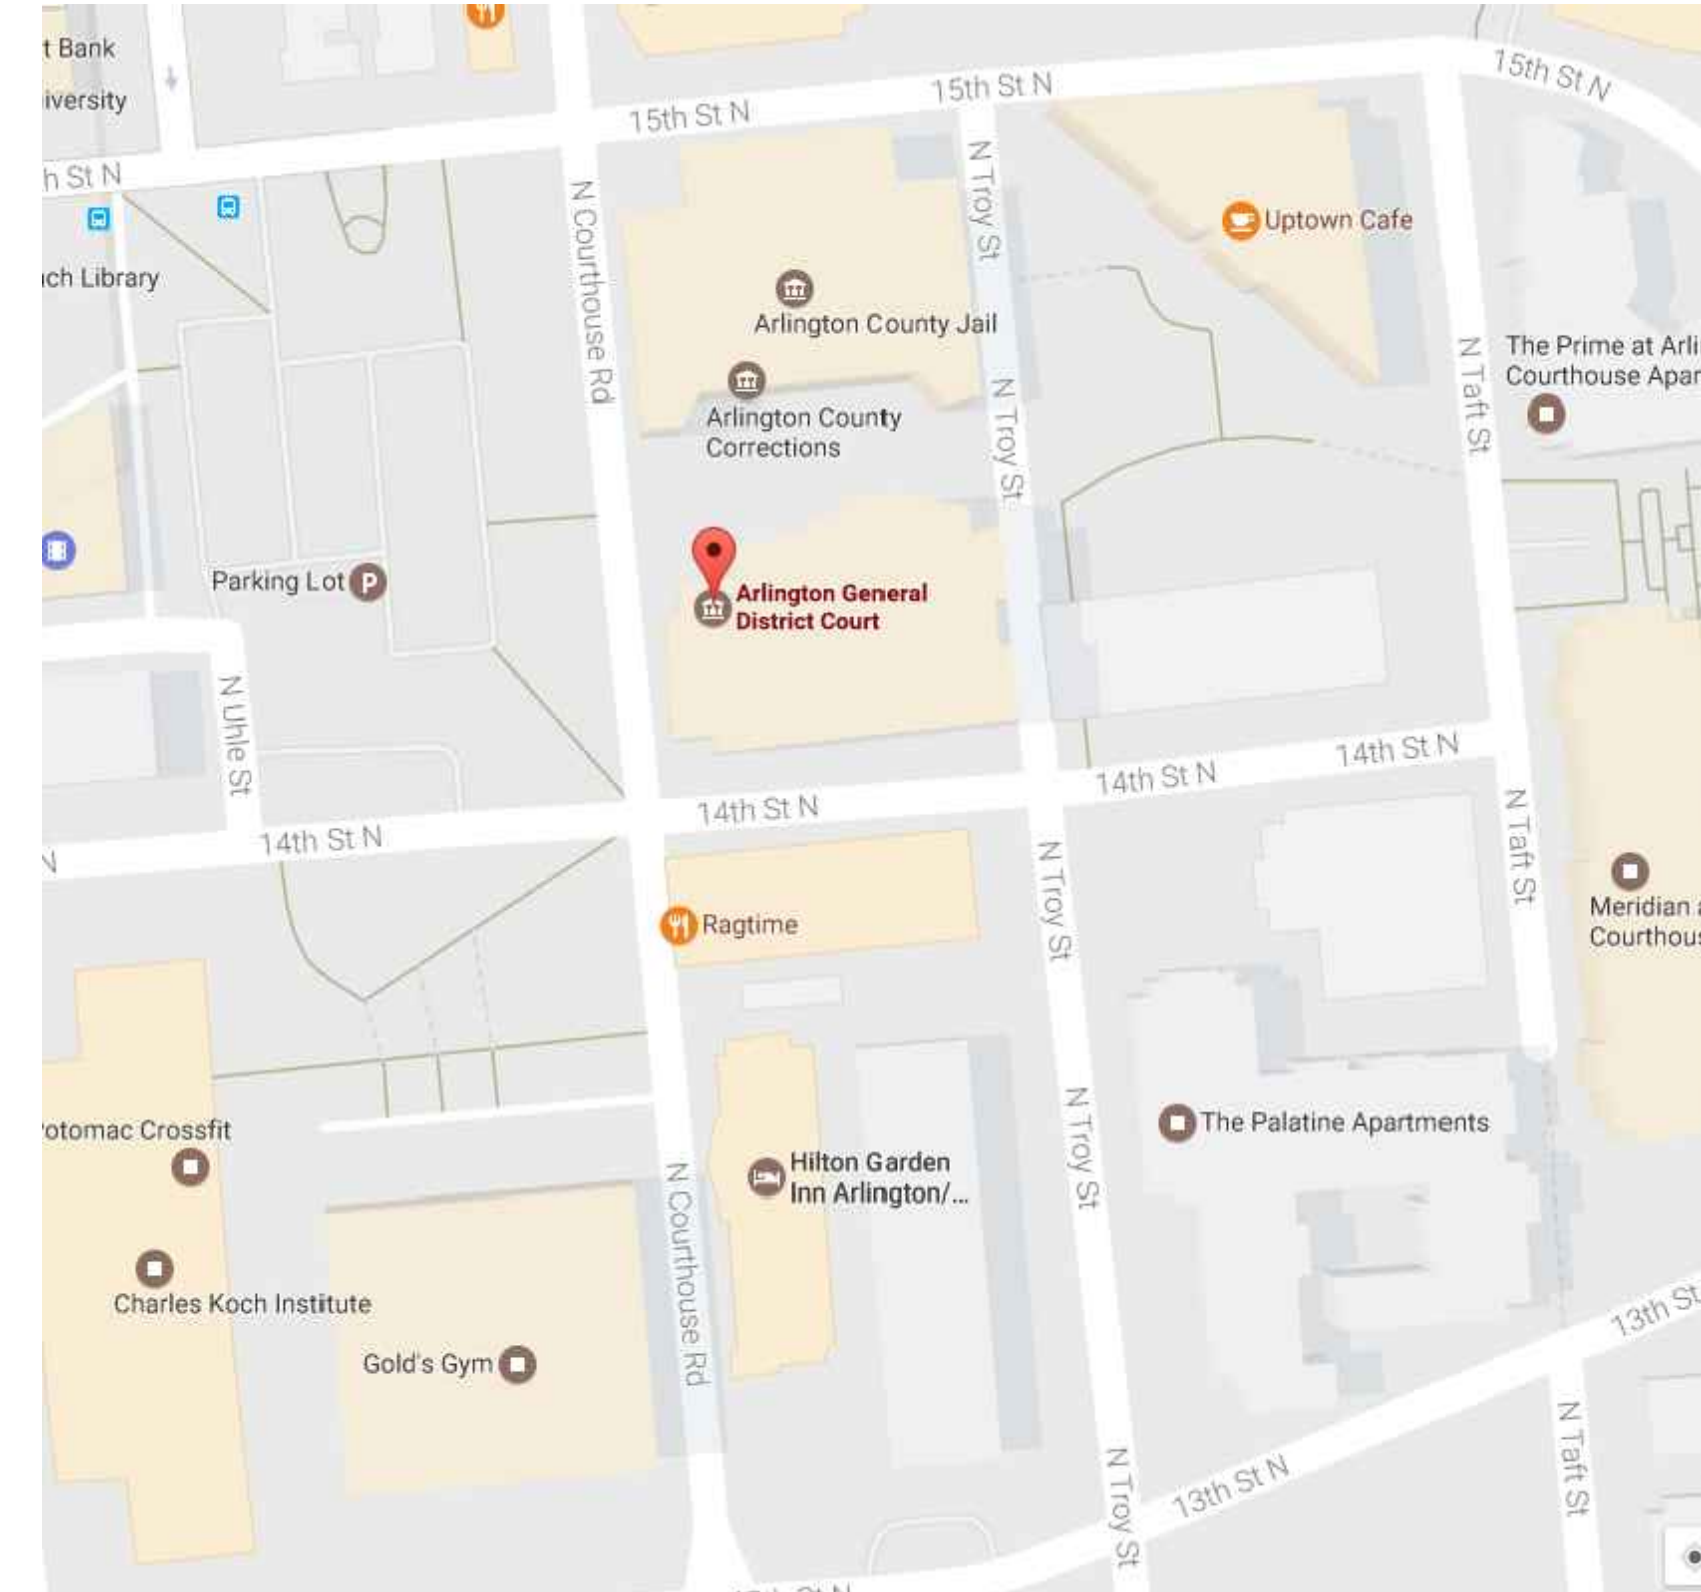 t Bank
iversity
15th St N
15th St N
15th St N
h St N
N Courthouse Rd
N Troy St
Uptown Cafe
ach Library
Arlington County Jail
N Taft St
The Prime at Arli
Courthouse Apar
Arlington County
Corrections
N Troy St
Parking Lot
P
Arlington General
District Court
N Uhle St
14th St N
14th St N
14th St N
14th St N
N
N Taft St
N Troy St
Ragtime
Meridian a
Courthous
Potomac Crossfit
The Palatine Apartments
N Troy St
Hilton Garden
Inn Arlington/...
N Courthouse Rd
Charles Koch Institute
13th St
Gold's Gym
N Taft St
13th St N
N Troy St